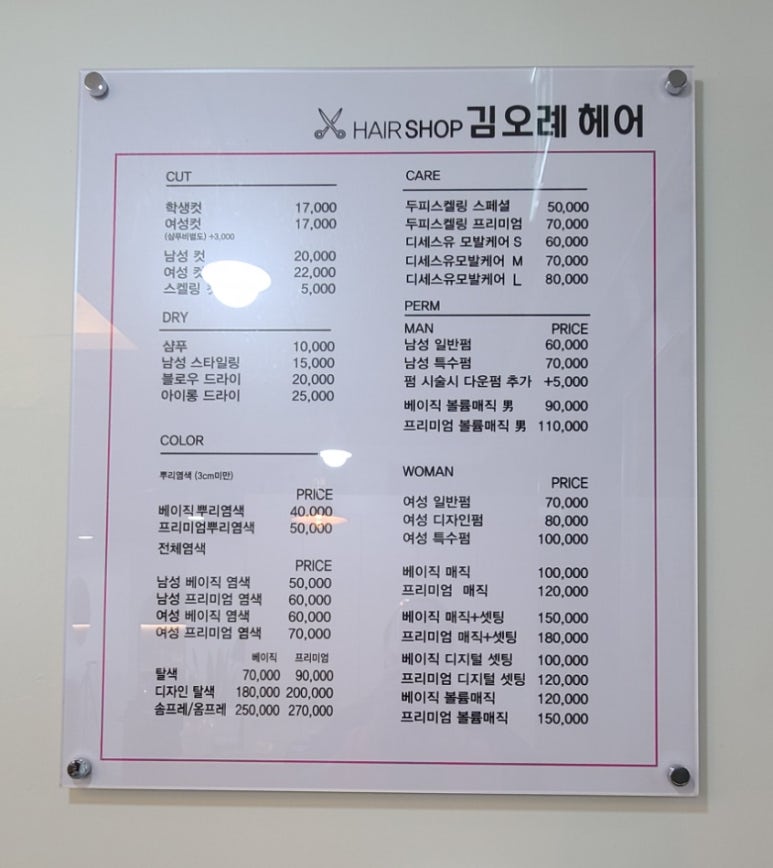 HAIR SHOP 김오례 헤어
CUT
학생컷 17,000
여성컷 17,000
(샴푸비별도) +3,000
남성 컷 20,000
여성 컷 22,000
스켈링 5,000
DRY
샴푸 10,000
남성 스타일링 15,000
블로우 드라이 20,000
아이롱 드라이 25,000
COLOR
뿌리염색 (3cm미만)
PRICE
베이직뿌리염색 40,000
프리미엄뿌리염색 50,000
전체염색
PRICE
남성 베이직 염색 50,000
남성 프리미엄 염색 60,000
여성 베이직 염색 60,000
여성 프리미엄 염색 70,000
베이직 프리미엄
탈색 70,000 90,000
디자인 탈색 180,000 200,000
솜프레/옴프레 250,000 270,000
CARE
두피스켈링 스페셜 50,000
두피스켈링 프리미엄 70,000
디세스유 모발케어 S 60,000
디세스유모발케어 M 70,000
디세스유모발케어 L 80,000
PERM
MAN PRICE
남성 일반펌 60,000
남성 특수펌 70,000
펌 시술시 다운펌 추가 +5,000
베이직 볼륨매직 男 90,000
프리미엄 볼륨매직 男 110,000
WOMAN
PRICE
여성 일반펌 70,000
여성 디자인펌 80,000
여성 특수펌 100,000
베이직 매직 100,000
프리미엄 매직 120,000
베이직 매직+셋팅 150,000
프리미엄 매직+셋팅 180,000
베이직 디지털 셋팅 100,000
프리미엄 디지털 셋팅 120,000
베이직 볼륨매직 120,000
프리미엄 볼륨매직 150,000